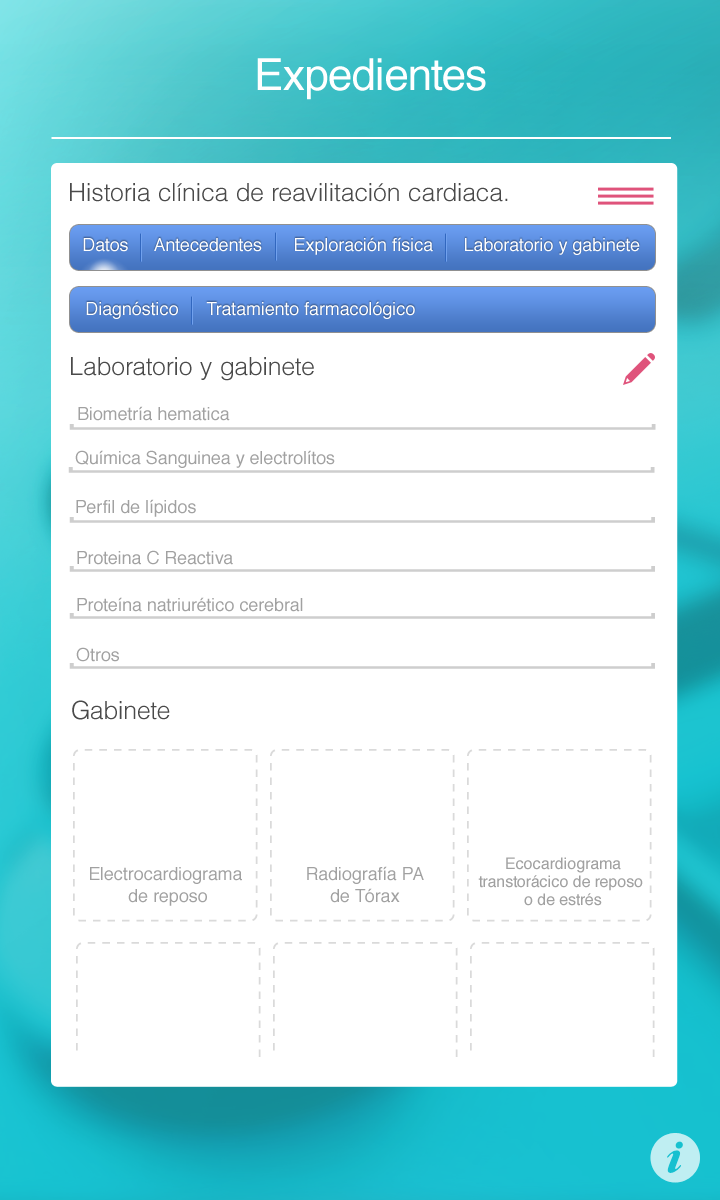 Expedientes
Historia clínica de reavilitación cardiaca.
Datos Antecedentes Exploración física Laboratorio y gabinete
Diagnóstico Tratamiento farmacológico
Laboratorio y gabinete
Biometría hematica
Química Sanguinea y electrolítos
Perfil de lípidos
Proteina C Reactiva
Proteína natriurético cerebral
Otros
Gabinete
Electrocardiograma
de reposo
Radiografía PA
de Tórax
Ecocardiograma
transtorácico de reposo
o de estrés
i